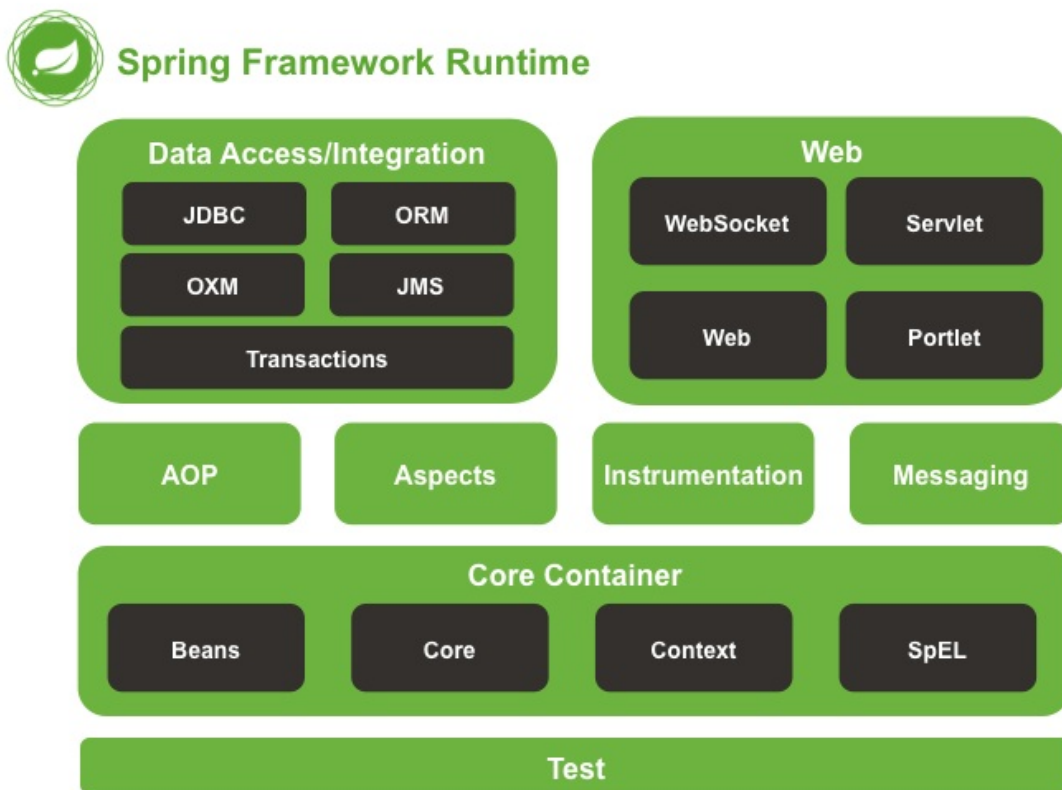 Spring Framework Runtime
Data Access/Integration
JDBC
ORM
OXM
JMS
Transactions
Web
WebSocket
Servlet
Web
Portlet
AOP
Aspects
Instrumentation
Messaging
Core Container
Beans
Core
Context
SpEL
Test